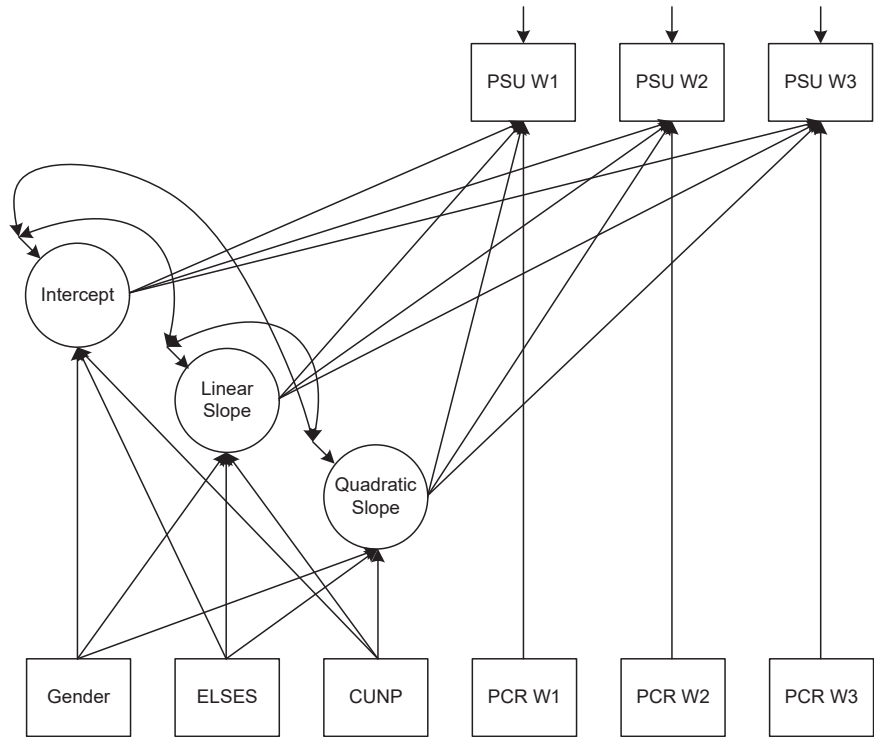 PSU W1
PSU W2
PSU W3
Intercept
Linear
Slope
Quadratic
Slope
Gender
ELSES
CUNP
PCR W1
PCR W2
PCR W3